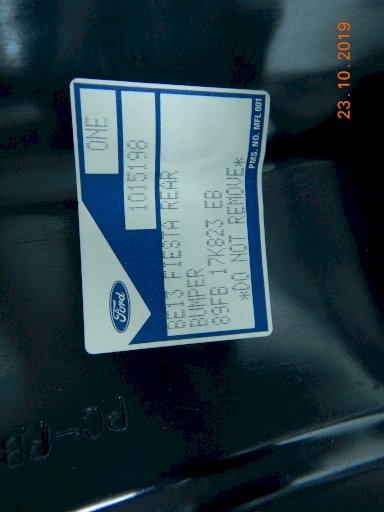 ONE
1015198
BE13 FIESTA REAR
BUMPER
89FB 17K823 EB
*DO NOT REMOVE*
PMS. NO. MFL 001
Ford
23.10.2019